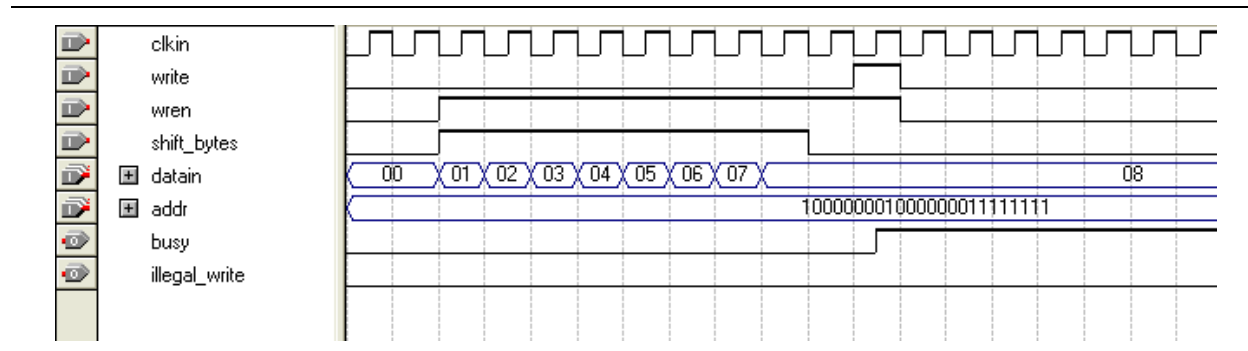 clkin
write
wren
shift_bytes
datain 00 01 02 03 04 05 06 07 08
addr 100000001000000011111111
busy
illegal_write